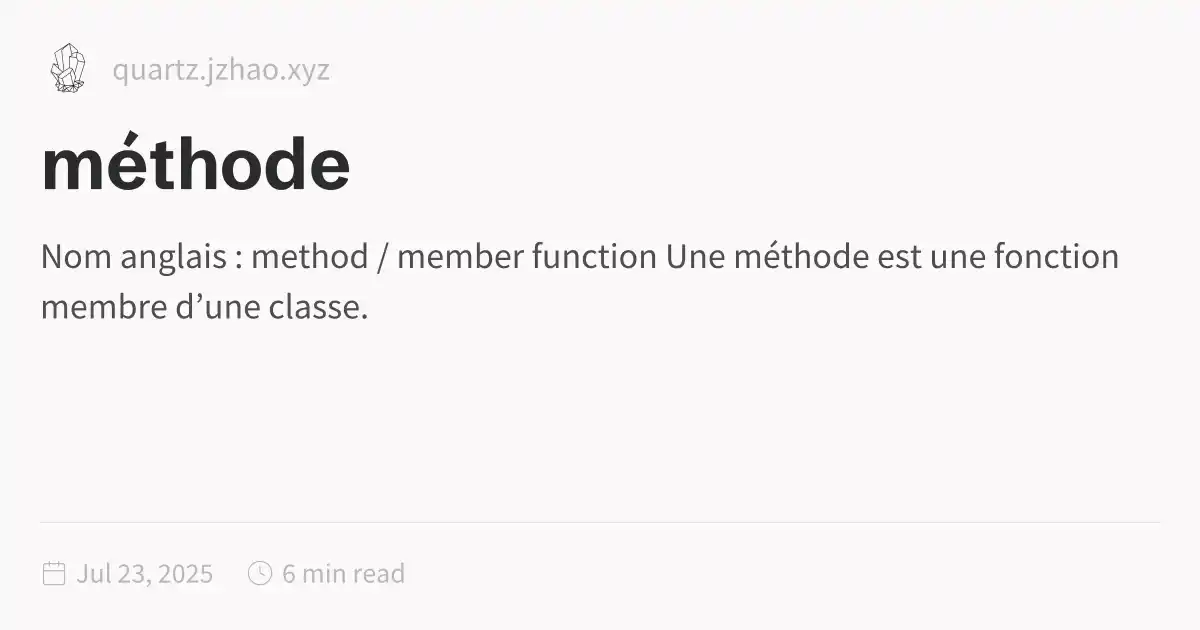 quartz.jzhao.xyz
méthode
Nom anglais : method / member function Une méthode est une fonction
membre d’une classe.
Jul 23, 2025 6 min read